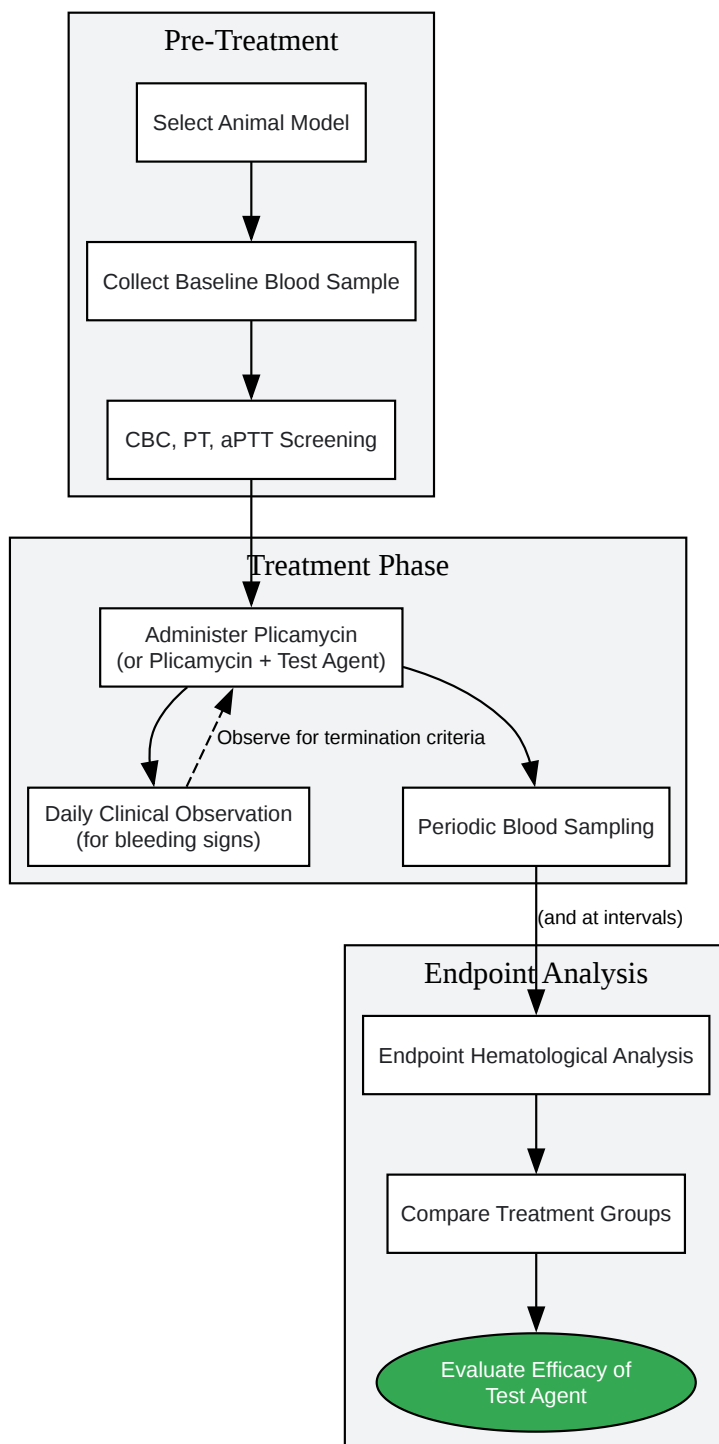 Pre-Treatment
Select Animal Model
Collect Baseline Blood Sample
CBC, PT, aPTT Screening
Treatment Phase
Administer Plicamycin
(or Plicamycin + Test Agent)
Observe for termination criteria
Daily Clinical Observation
(for bleeding signs)
Periodic Blood Sampling
(and at intervals)
Endpoint Analysis
Endpoint Hematological Analysis
Compare Treatment Groups
Evaluate Efficacy of
Test Agent